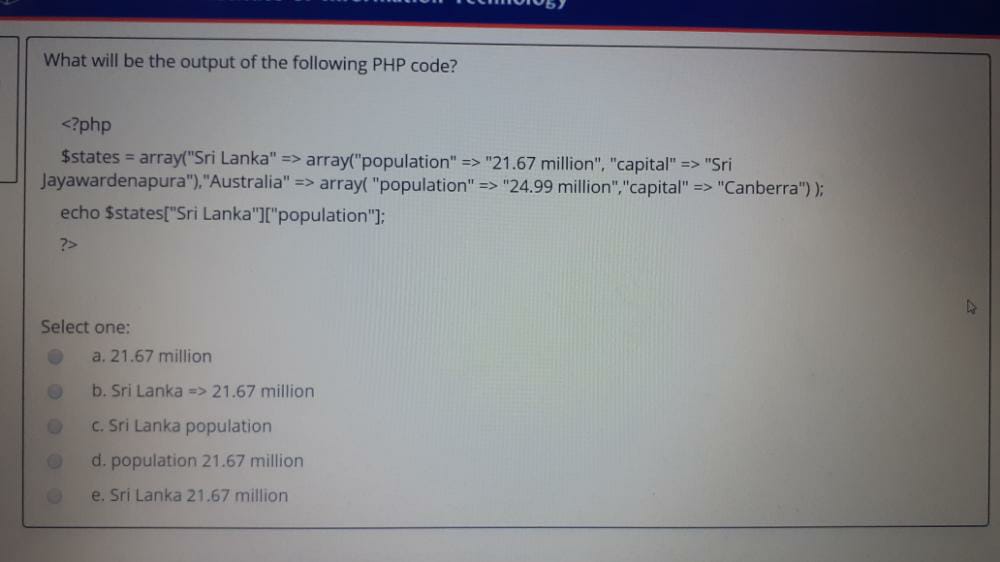 What will be the output of the following PHP code?
<?php
$states = array("Sri Lanka" => array("population" => "21.67 million", "capital" => "Sri
Jayawardenapura"),"Australia" => array( "population" => "24.99 million","capital" => "Canberra") );
echo $states["Sri Lanka"]["population"];
?>
Select one:
a. 21.67 million
b. Sri Lanka => 21.67 million
c. Sri Lanka population
d. population 21.67 million
e. Sri Lanka 21.67 million